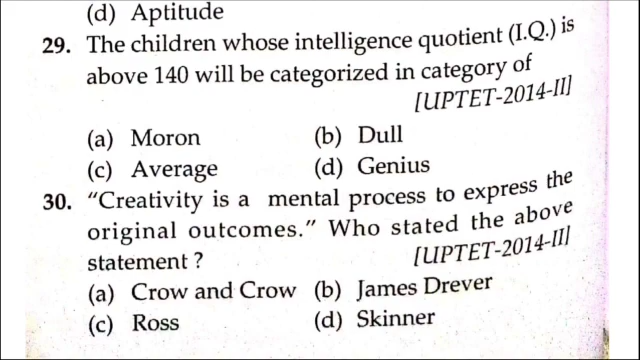 (d) Aptitude
29. The children whose intelligence quotient (I.Q.) is
above 140 will be categorized in category of
[UPTET-2014-II]
(a) Moron (b) Dull
(c) Average (d) Genius
30. “Creativity is a mental process to express the
original outcomes.” Who stated the above
statement ? [UPTET-2014-II]
(a) Crow and Crow (b) James Drever
(c) Ross (d) Skinner